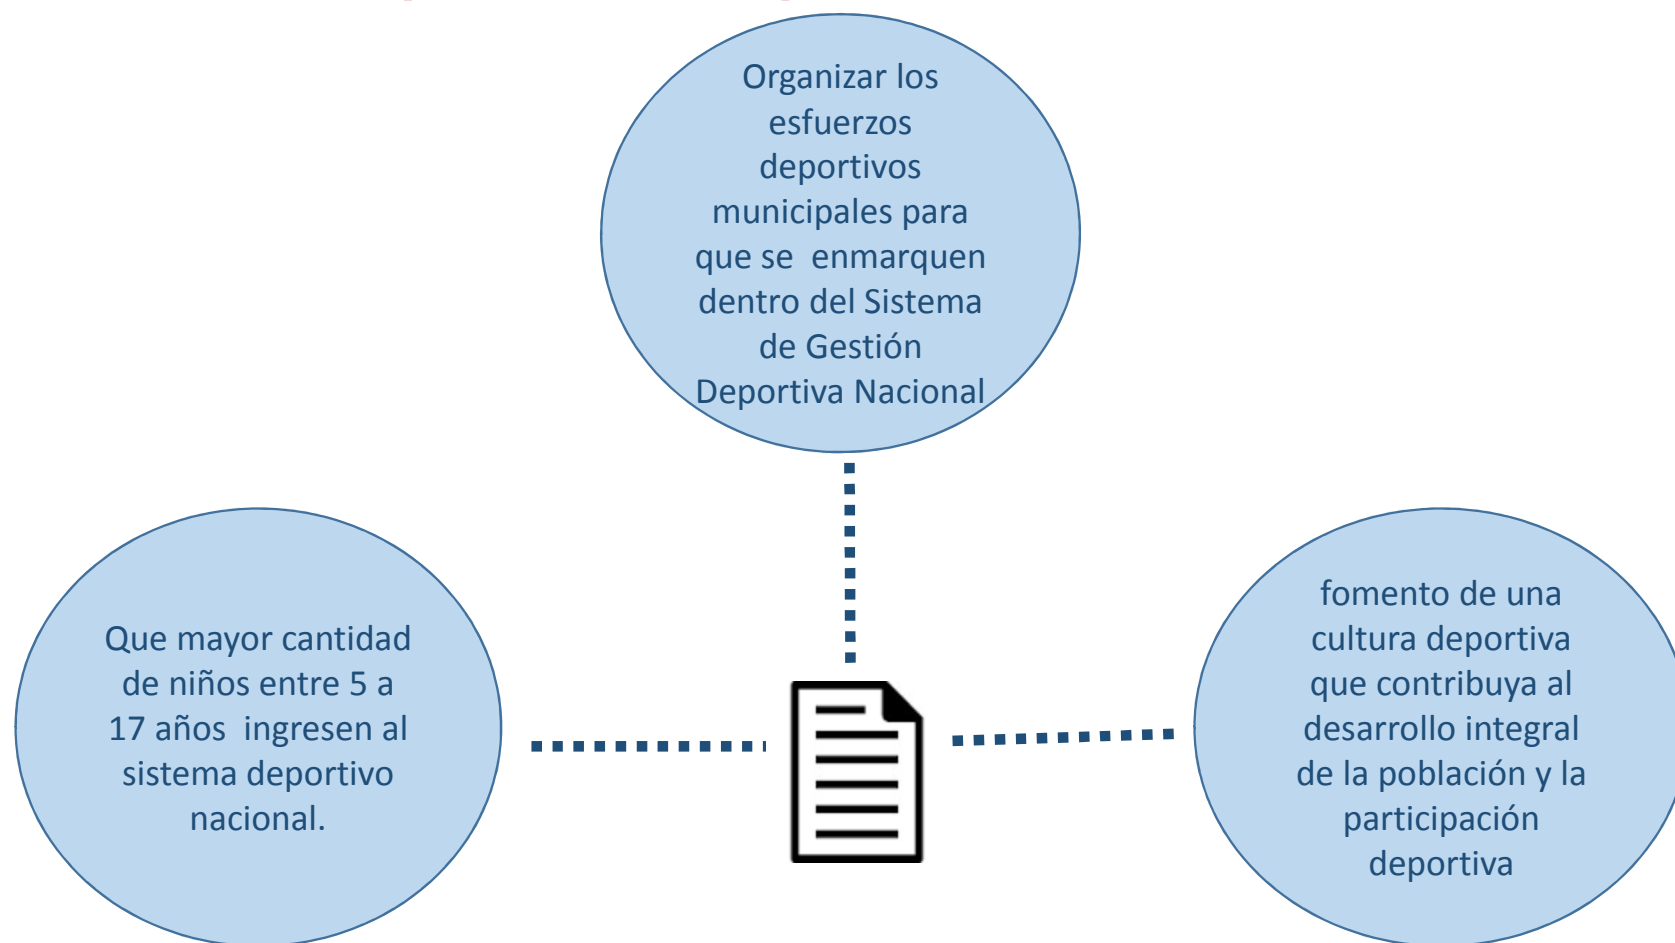 Organizar los
esfuerzos
deportivos
municipales para
que se  enmarquen
dentro del Sistema
de Gestión
Deportiva Nacional
Que mayor cantidad
de niños entre 5 a
17 años  ingresen al
sistema deportivo
nacional.
fomento de una
cultura deportiva
que contribuya al
desarrollo integral
de la población y la
participación
deportiva